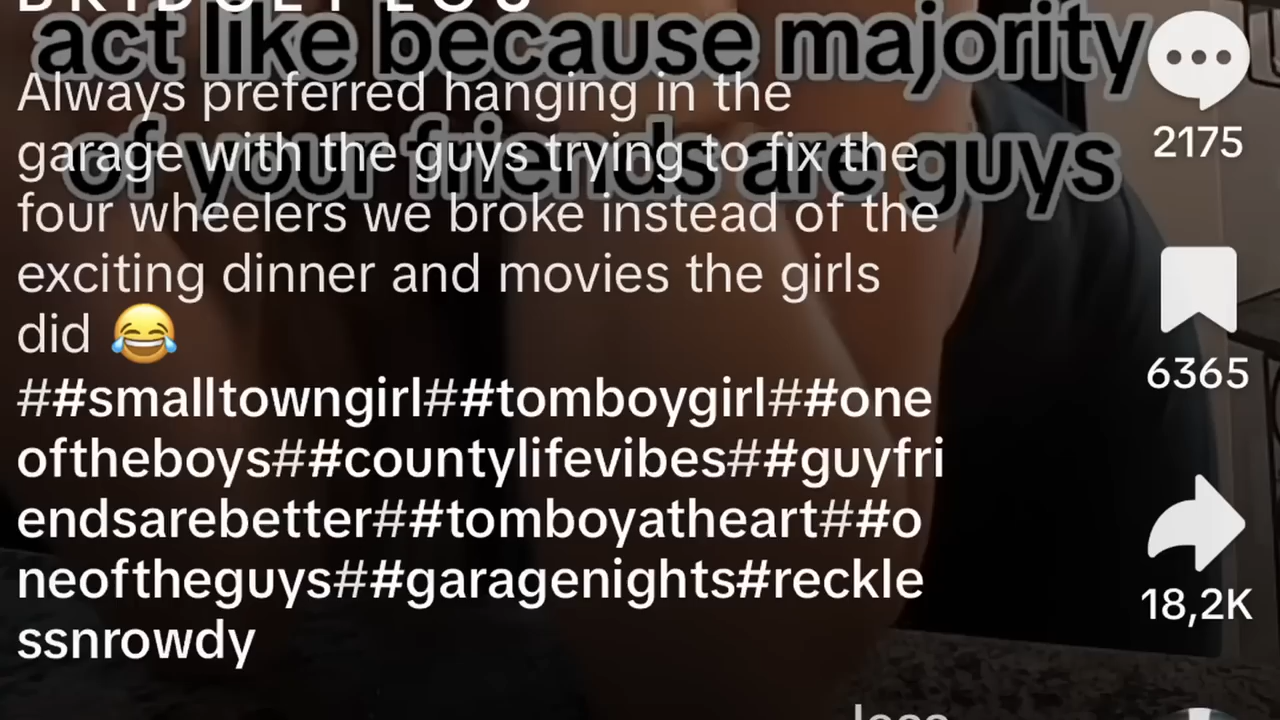 act like because majority
of your friends are guys
Always preferred hanging in the
garage with the guys trying to fix the
four wheelers we broke instead of the
exciting dinner and movies the girls
did 😂
##smalltowngirl##tomboygirl##one
oftheboys##countylifevibes##guyfri
endsarebetter##tomboyatheart##o
neoftheguys##garagenights#reckle
ssnrowdy
2175
6365
18,2K